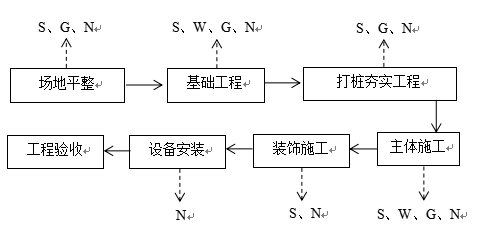 S、G、N
S、W、G、N
S、G、N
场地平整
基础工程
打桩夯实工程
工程验收
设备安装
装饰施工
主体施工
N
S、N
S、W、G、N